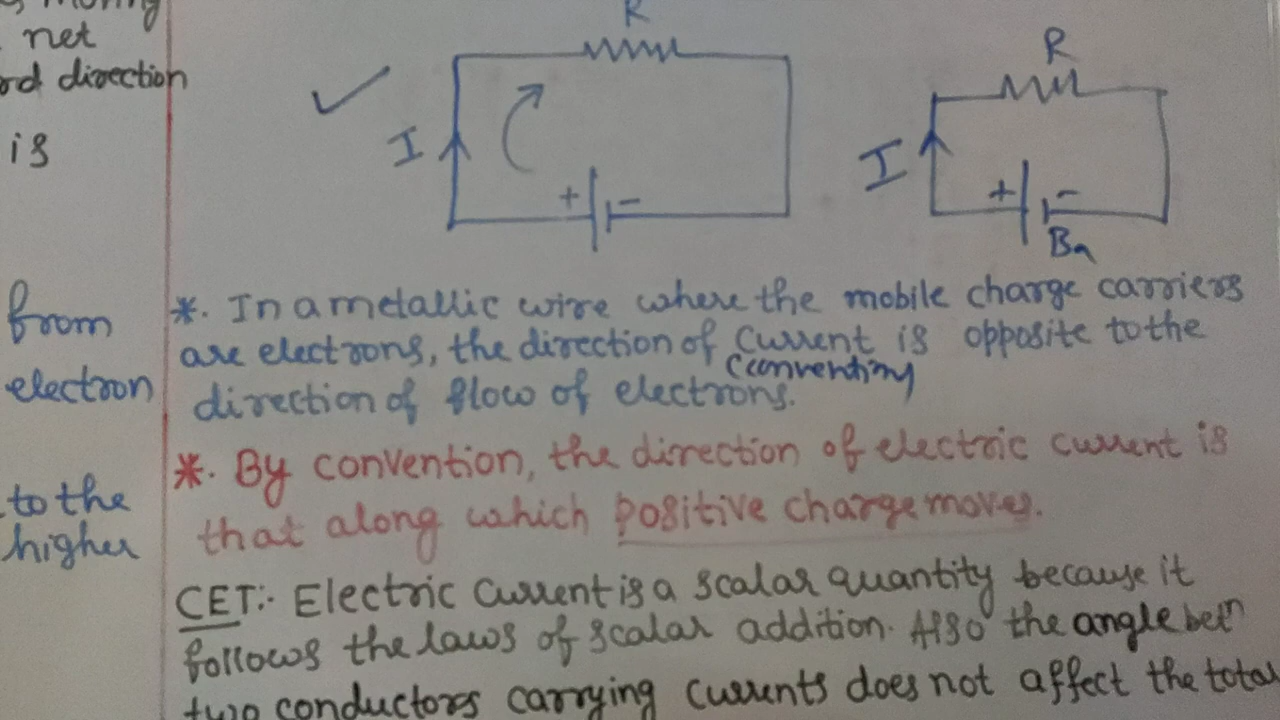 moving
net
direction
is
R
I
+ -
R
I
+ -
Ba
from
electron
to the
higher
*. In a metallic wire where the mobile charge carriers
are electrons, the direction of current is opposite to the
direction of flow of electrons.
*. By convention, the direction of electric current is
that along which positive charge moves.
CET:- Electric current is a scalar quantity because it
follows the laws of scalar addition. Also the angle betn
two conductors carrying currents does not affect the total